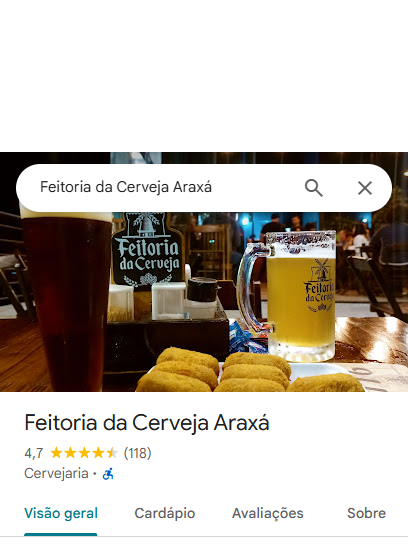 Feitoria da Cerveja Araxá
Feitoria
da Cerveja
Feitoria
da Cerveja
Feitoria da Cerveja Araxá
4,7 (118)
Cervejaria ·
Visão geral Cardápio Avaliações Sobre